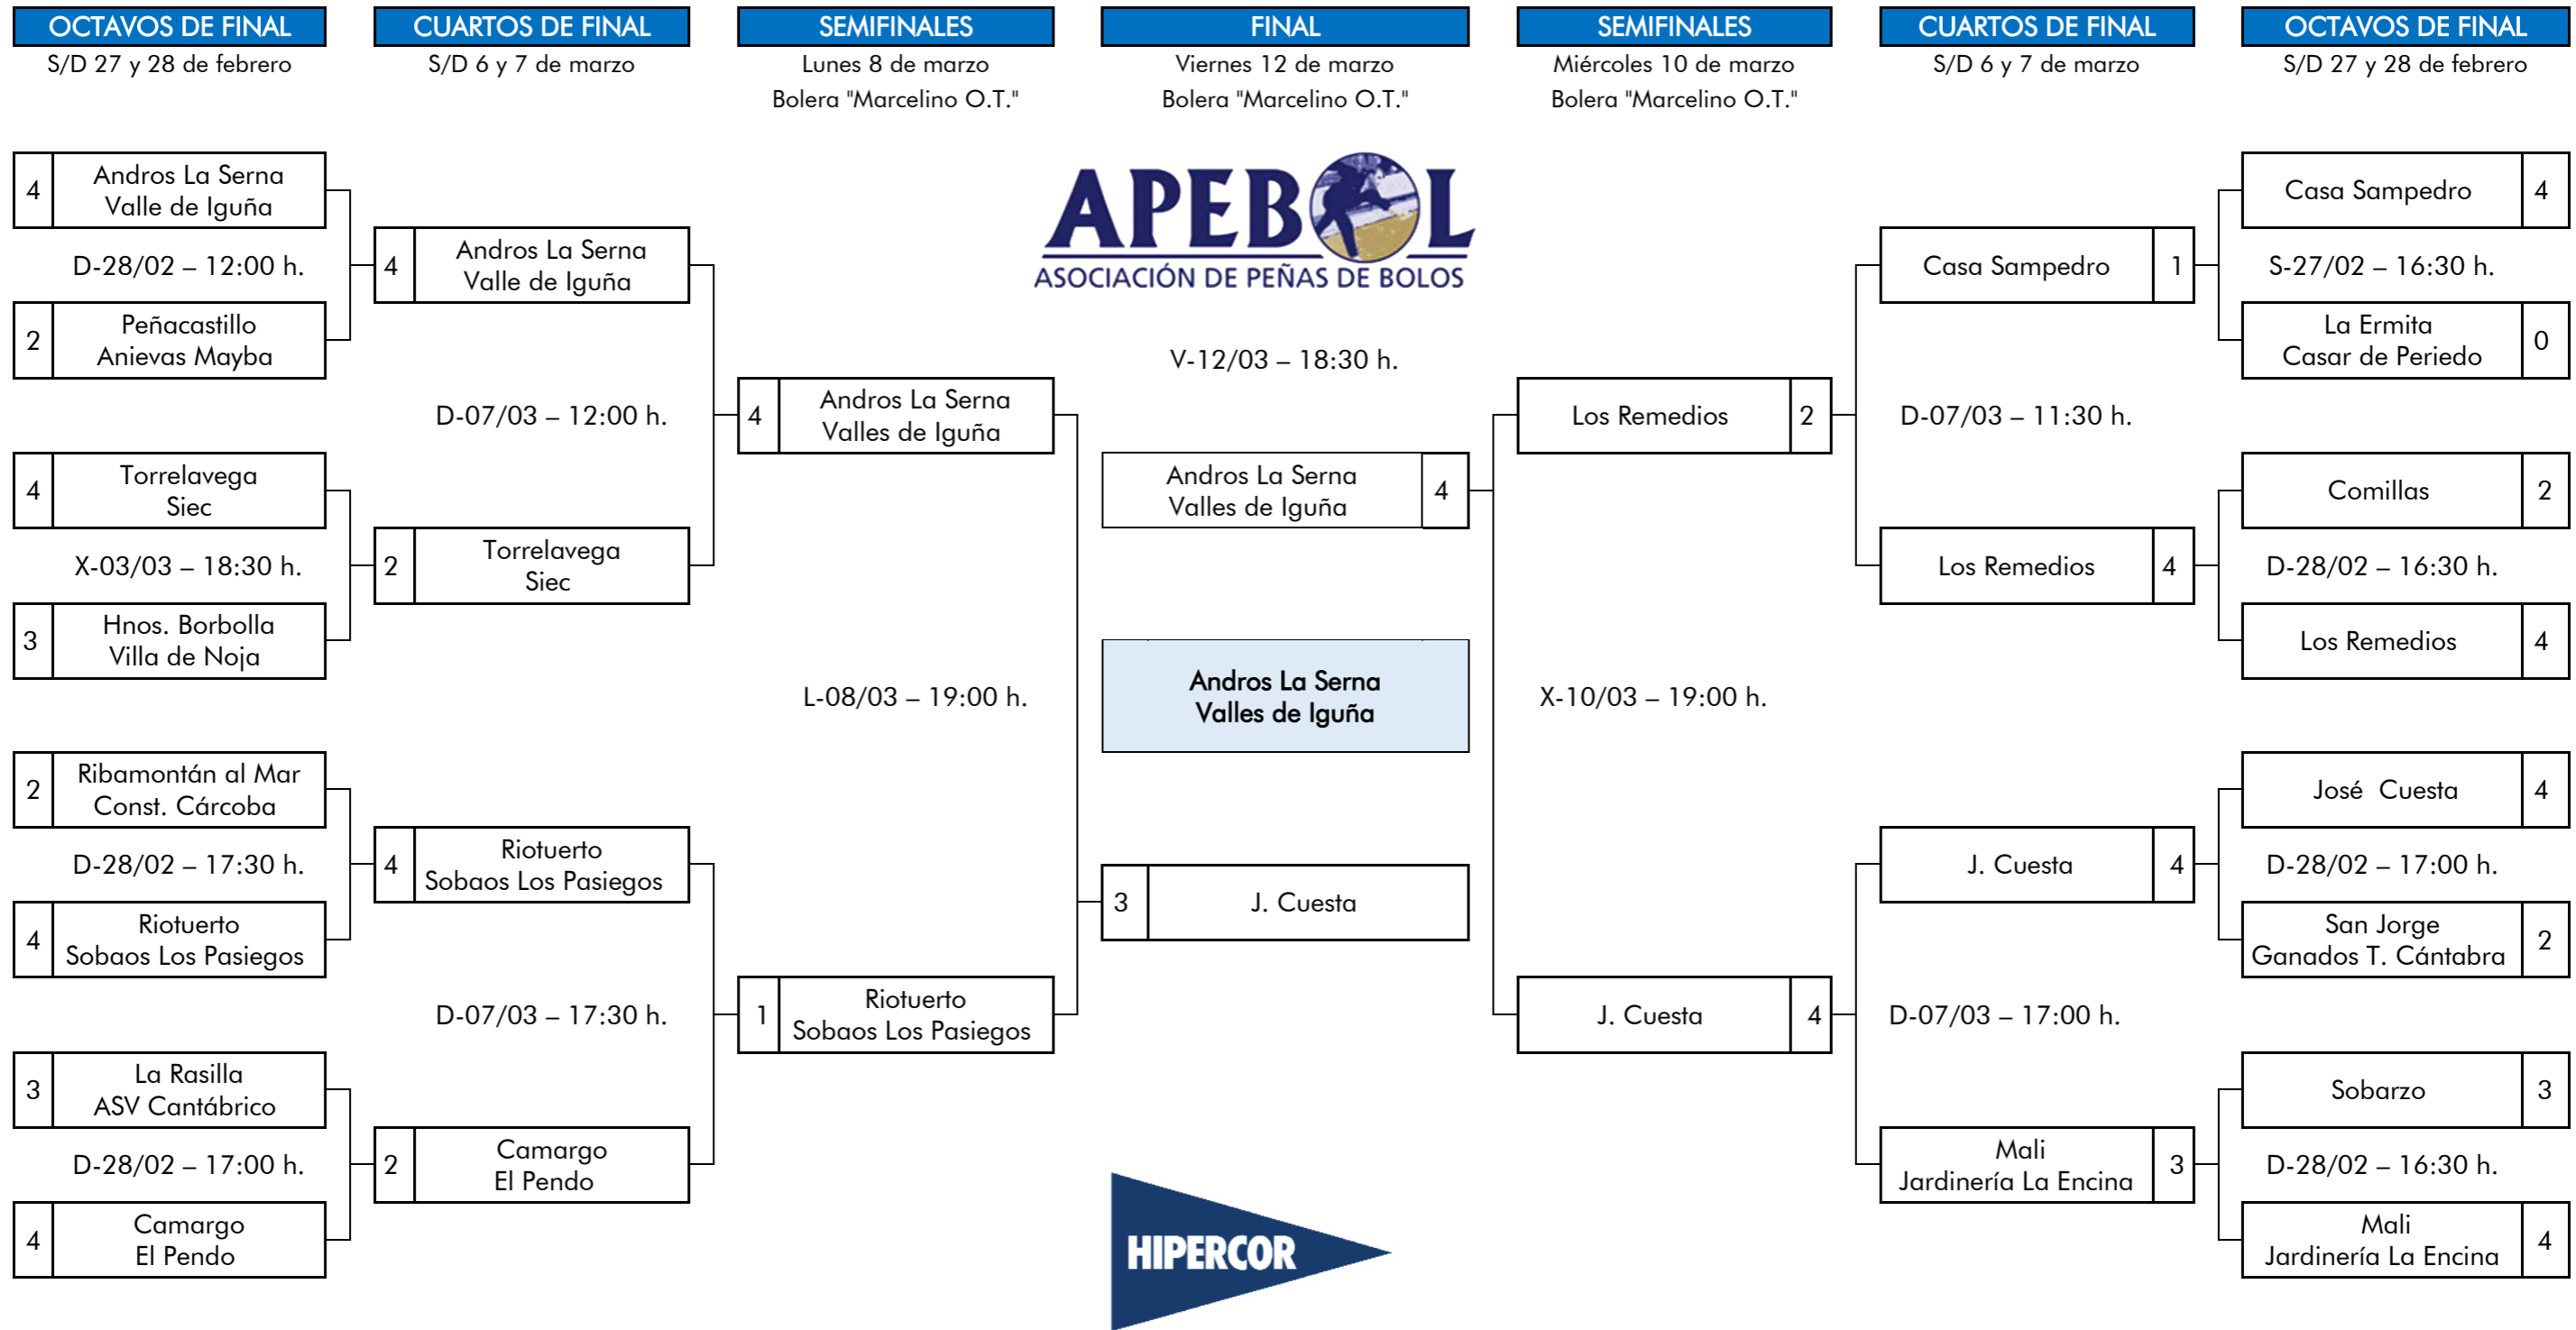 OCTAVOS DE FINAL
S/D 27 y 28 de febrero
CUARTOS DE FINAL
S/D 6 y 7 de marzo
SEMIFINALES
Lunes 8 de marzo
Bolera "Marcelino O.T."
FINAL
Viernes 12 de marzo
Bolera "Marcelino O.T."
SEMIFINALES
Miércoles 10 de marzo
Bolera "Marcelino O.T."
CUARTOS DE FINAL
S/D 6 y 7 de marzo
OCTAVOS DE FINAL
S/D 27 y 28 de febrero
4
Andros La Serna
Valle de Iguña
D-28/02 – 12:00 h.
2
Peñacastillo
Anievas Mayba
4
Torrelavega
Siec
X-03/03 – 18:30 h.
3
Hnos. Borbolla
Villa de Noja
2
Ribamontán al Mar
Const. Cárcoba
D-28/02 – 17:30 h.
4
Riotuerto
Sobaos Los Pasiegos
3
La Rasilla
ASV Cantábrico
D-28/02 – 17:00 h.
4
Camargo
El Pendo
4
Andros La Serna
Valle de Iguña
D-07/03 – 12:00 h.
2
Torrelavega
Siec
4
Riotuerto
Sobaos Los Pasiegos
D-07/03 – 17:30 h.
2
Camargo
El Pendo
4
Andros La Serna
Valles de Iguña
L-08/03 – 19:00 h.
1
Riotuerto
Sobaos Los Pasiegos
APEBOL
ASOCIACIÓN DE PEÑAS DE BOLOS
V-12/03 – 18:30 h.
Andros La Serna
Valles de Iguña
4
Andros La Serna
Valles de Iguña
3
J. Cuesta
HIPERCOR
Los Remedios
2
X-10/03 – 19:00 h.
J. Cuesta
4
Casa Sampedro
1
D-07/03 – 11:30 h.
Los Remedios
4
J. Cuesta
4
D-07/03 – 17:00 h.
Mali
Jardinería La Encina
3
Casa Sampedro
4
S-27/02 – 16:30 h.
La Ermita
Casar de Periedo
0
Comillas
2
D-28/02 – 16:30 h.
Los Remedios
4
José  Cuesta
4
D-28/02 – 17:00 h.
San Jorge
Ganados T. Cántabra
2
Sobarzo
3
D-28/02 – 16:30 h.
Mali
Jardinería La Encina
4